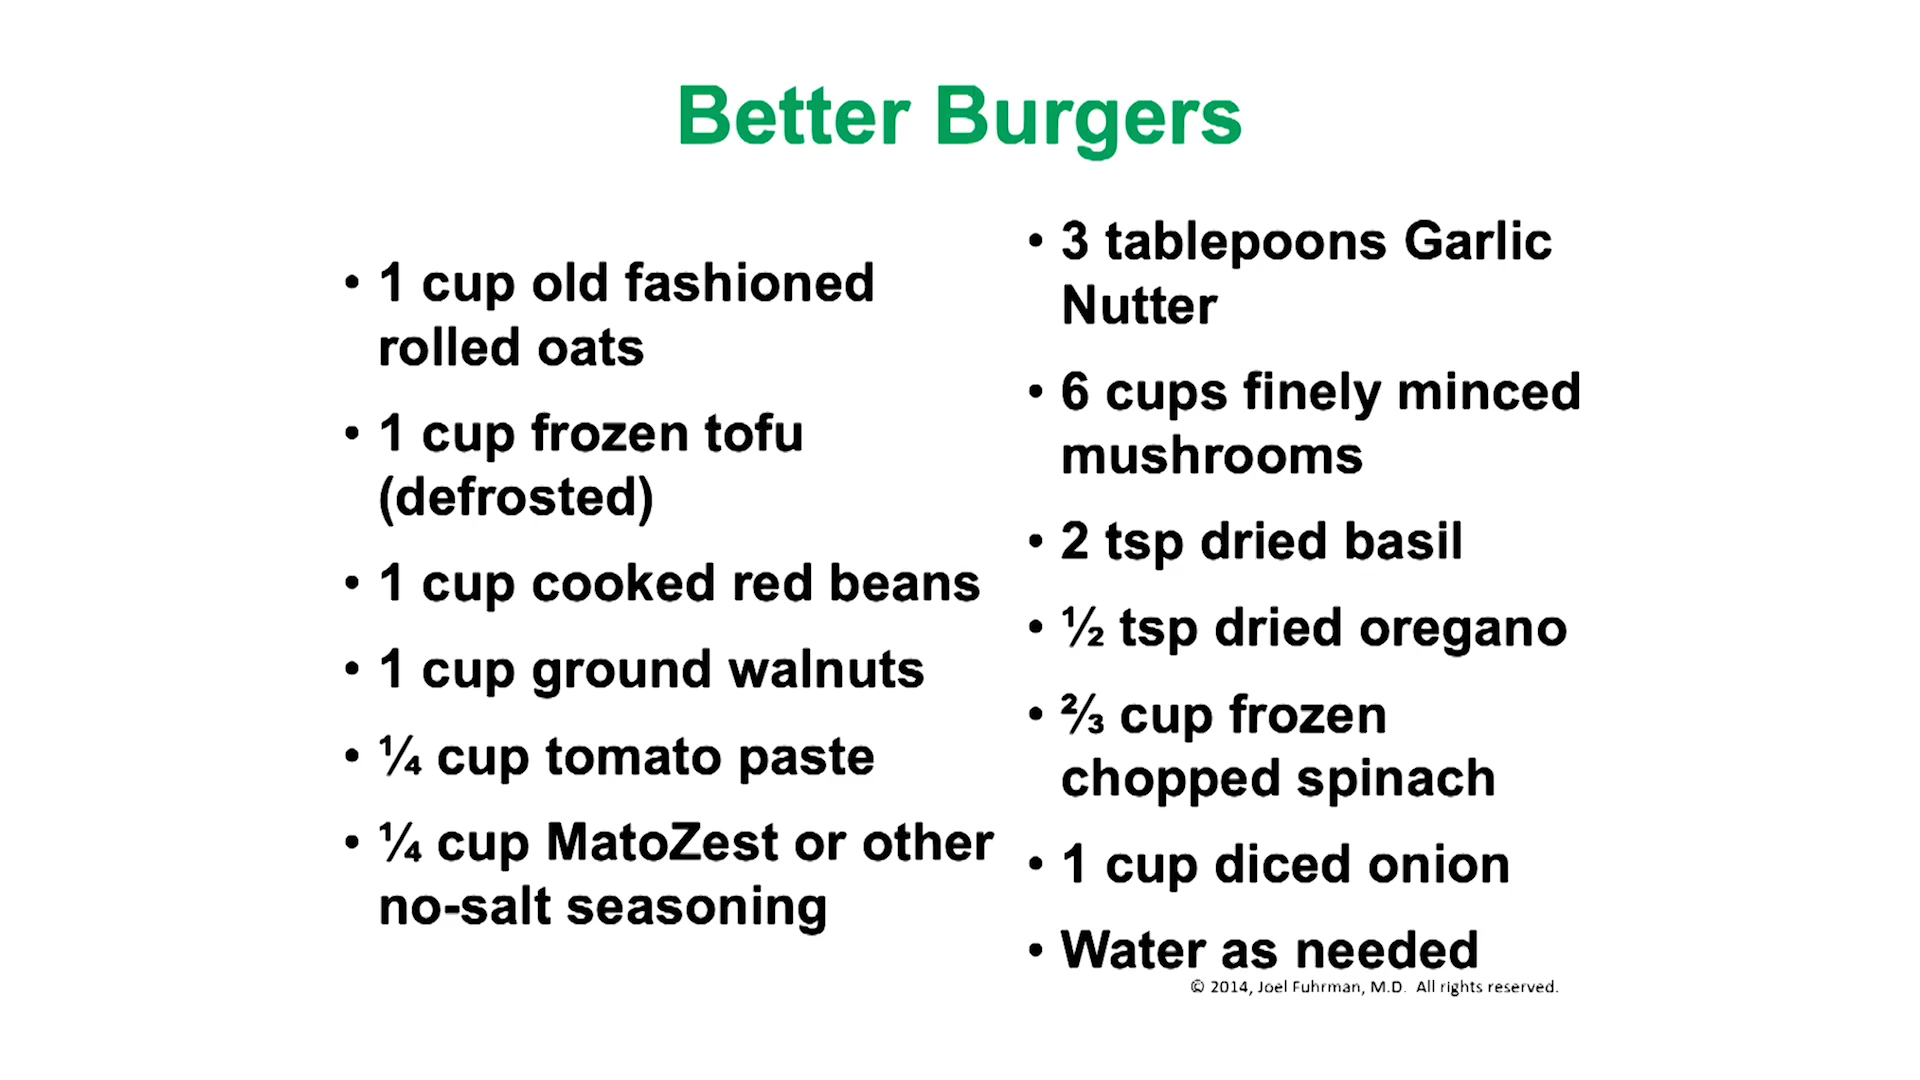 Better Burgers
• 1 cup old fashioned
rolled oats
• 1 cup frozen tofu
(defrosted)
• 1 cup cooked red beans
• 1 cup ground walnuts
• ¼ cup tomato paste
• ¼ cup MatoZest or other
no-salt seasoning
• 3 tablepoons Garlic
Nutter
• 6 cups finely minced
mushrooms
• 2 tsp dried basil
• ½ tsp dried oregano
• ⅔ cup frozen
chopped spinach
• 1 cup diced onion
• Water as needed
© 2014, Joel Fuhrman, M.D. All rights reserved.